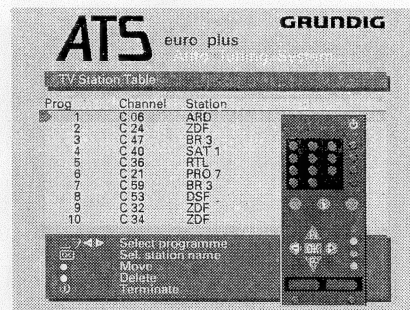 GRUNDIG
ATS euro plus
Auto Tuning System
TV Station Table
Prog Channel Station
1 C 06 ARD
2 C 24 ZDF
3 C 47 BR 3
4 C 40 SAT 1
5 C 36 RTL
6 C 21 PRO 7
7 C 59 BR 3
8 C 53 DSF
9 C 32 ZDF
10 C 34 ZDF
Select programme
OK Sel. station name
Move
Delete
Terminate
OK
P